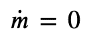 ṁ = 0